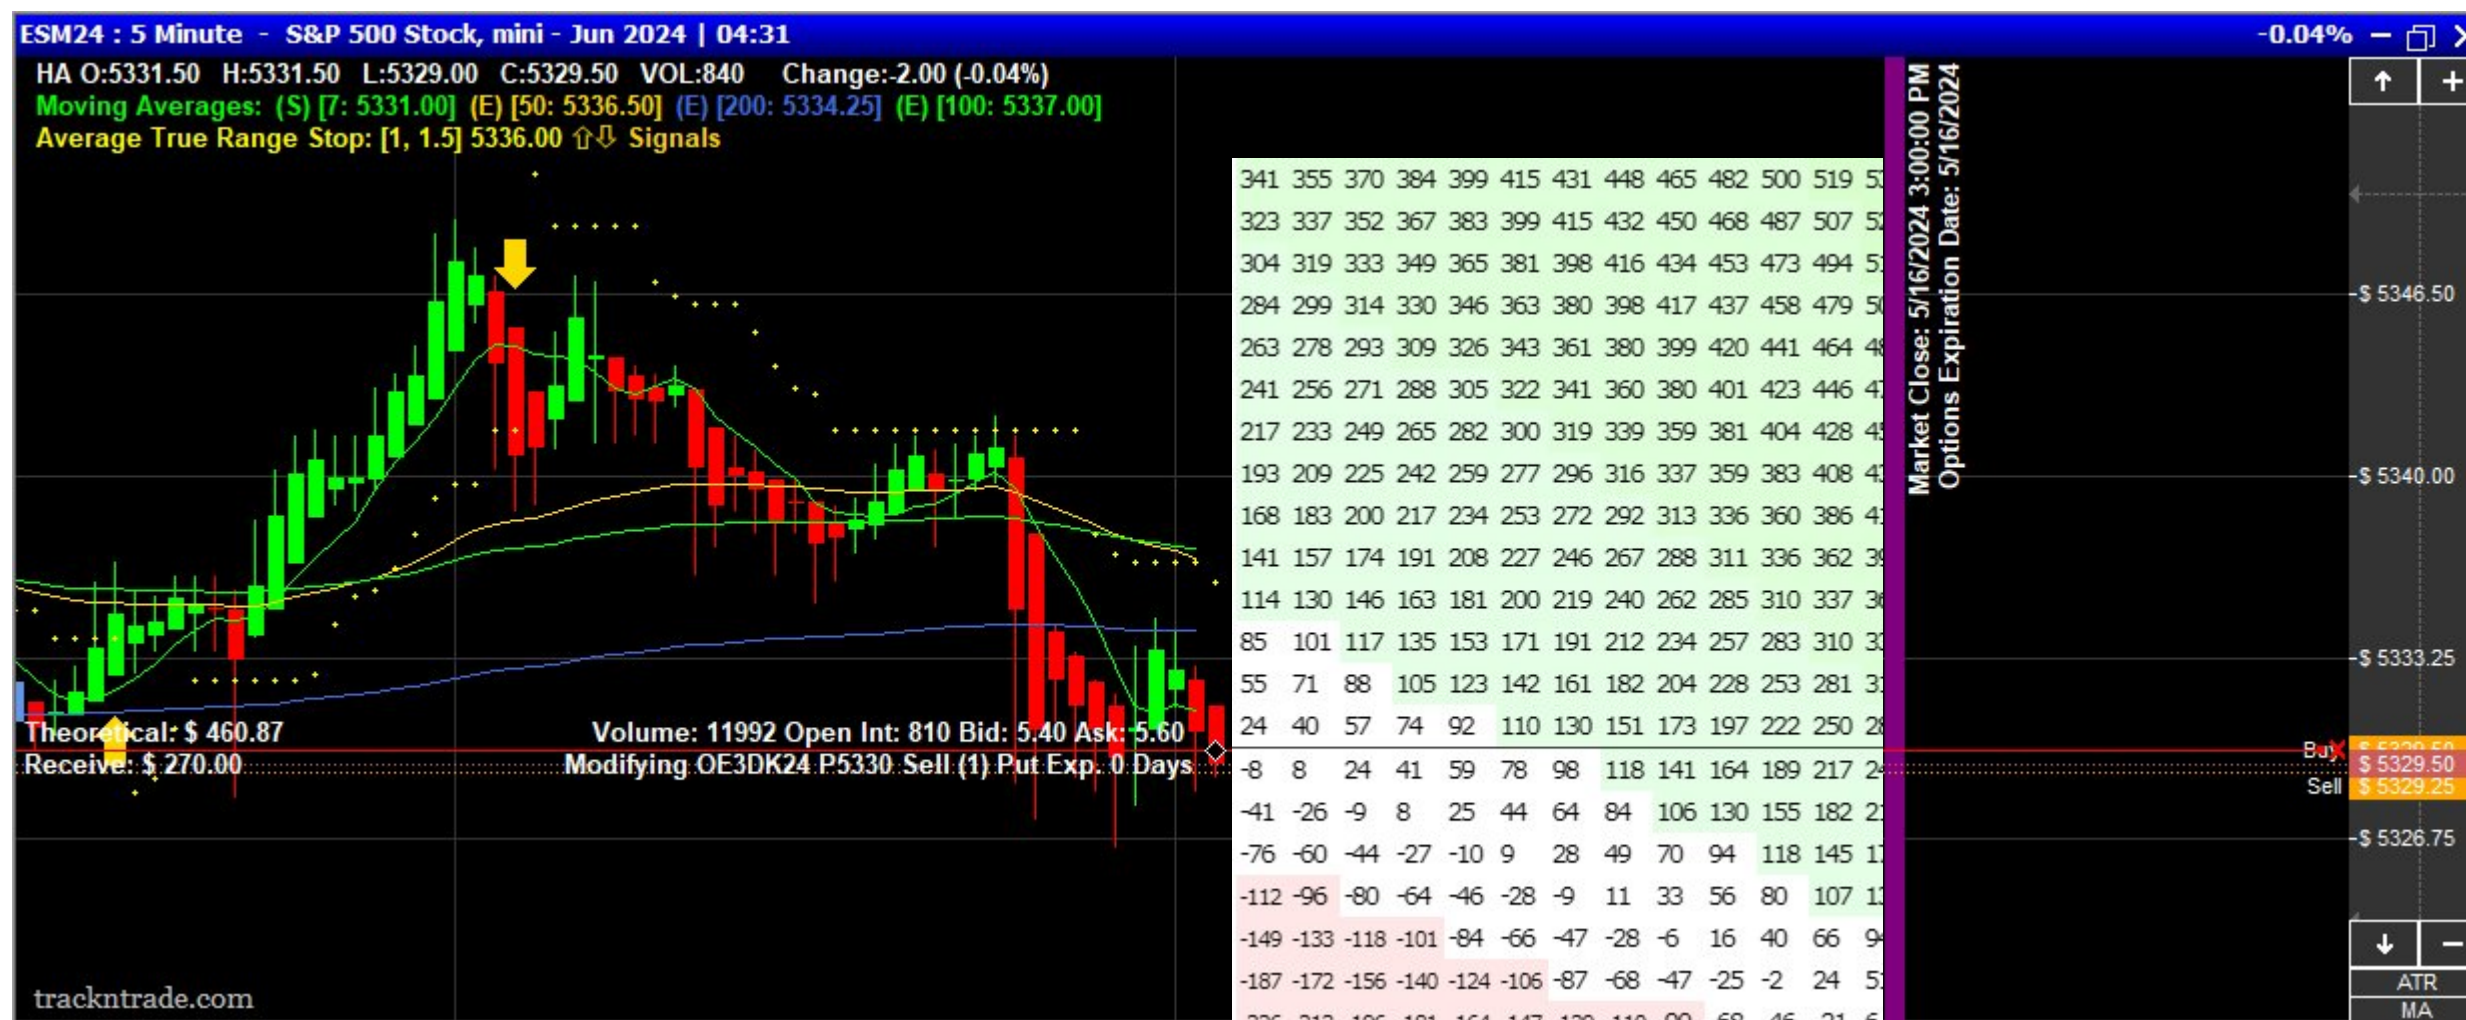 ESM24 : 5 Minute - S&P 500 Stock, mini - Jun 2024 | 04:31 -0.04%
HA O:5331.50 H:5331.50 L:5329.00 C:5329.50 VOL:840 Change:-2.00 (-0.04%)
Moving Averages: (S) [7: 5331.00] (E) [50: 5336.50] (E) [200: 5334.25] (E) [100: 5337.00]
Average True Range Stop: [1, 1.5] 5336.00 ⇧⇩ Signals
341 355 370 384 399 415 431 448 465 482 500 519
323 337 352 367 383 399 415 432 450 468 487 507
304 319 333 349 365 381 398 416 434 453 473 494
284 299 314 330 346 363 380 398 417 437 458 479
263 278 293 309 326 343 361 380 399 420 441 464
241 256 271 288 305 322 341 360 380 401 423 446
217 233 249 265 282 300 319 339 359 381 404 428
193 209 225 242 259 277 296 316 337 359 383 408
168 183 200 217 234 253 272 292 313 336 360 386
141 157 174 191 208 227 246 267 288 311 336 362
114 130 146 163 181 200 219 240 262 285 310 337
85 101 117 135 153 171 191 212 234 257 283 310
55 71 88 105 123 142 161 182 204 228 253 281
24 40 57 74 92 110 130 151 173 197 222 250
-8 8 24 41 59 78 98 118 141 164 189 217
-41 -26 -9 8 25 44 64 84 106 130 155 182
-76 -60 -44 -27 -10 9 28 49 70 94 118 145
-112 -96 -80 -64 -46 -28 -9 11 33 56 80 107
-149 -133 -118 -101 -84 -66 -47 -28 -6 16 40 66
-187 -172 -156 -140 -124 -106 -87 -68 -47 -25 -2 24
Market Close: 5/16/2024 3:00:00 PM
Options Expiration Date: 5/16/2024
$ 5346.50
$ 5340.00
$ 5333.25
Buy
$ 5329.50
Sell $ 5329.25
$ 5326.75
Theoretical: $ 460.87
Volume: 11992 Open Int: 810 Bid: 5.40 Ask: 5.60
Receive: $ 270.00
Modifying OE3DK24 P5330 Sell (1) Put Exp. 0 Days
trackntrade.com
ATR
MA